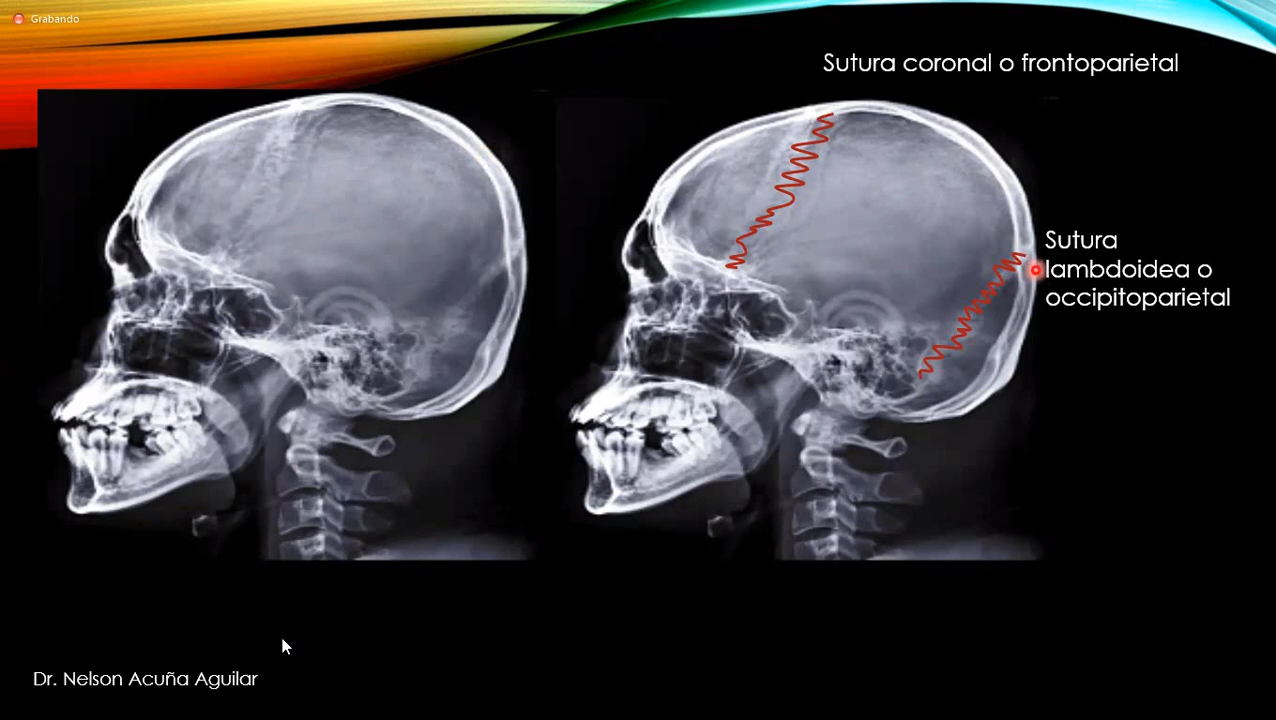 Grabando
Sutura coronal o frontoparietal
Sutura
lambdoidea o
occipitoparietal
Dr. Nelson Acuña Aguilar